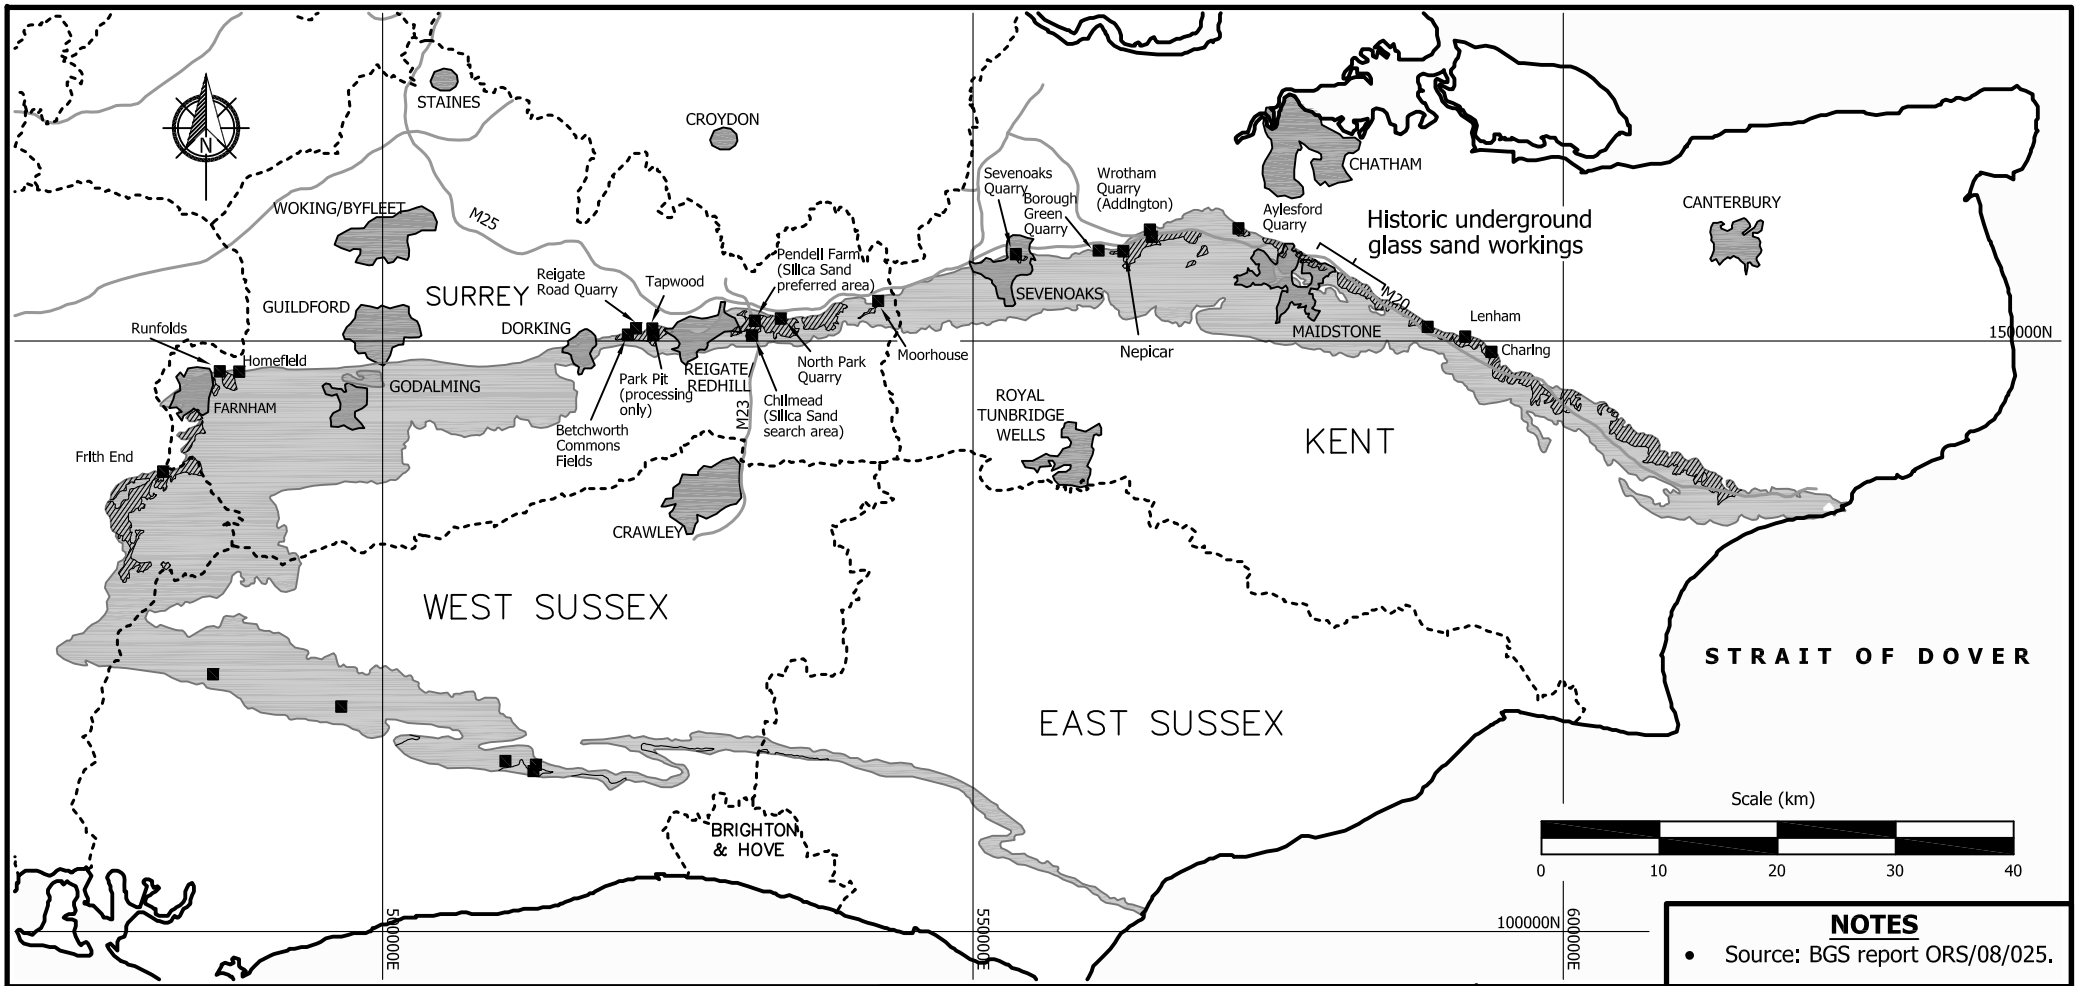 STAINES
CROYDON
N
WOKING/BYFLEET
M25
Sevenoaks
Quarry
Borough
Green
Quarry
Wrotham
Quarry
(Addington)
CHATHAM
Aylesford
Quarry
Historic underground
glass sand workings
CANTERBURY
GUILDFORD
SURREY
Reigate
Road Quarry
Tapwood
Pendell Farm
(Silica Sand
preferred area)
SEVENOAKS
M20
MAIDSTONE
Lenham
Charing
150000N
Runfolds
Homefield
DORKING
GODALMING
FARNHAM
Park Pit
(processing
only)
REIGATE/
REDHILL
North Park
Quarry
Moorhouse
Nepicar
Betchworth
Commons
Fields
M23
Chilmead
(Silica Sand
search area)
ROYAL
TUNBRIDGE
WELLS
KENT
Frith End
CRAWLEY
WEST SUSSEX
EAST SUSSEX
STRAIT OF DOVER
BRIGHTON
& HOVE
Scale (km)
0 10 20 30 40
500000E
550000E
100000N
600000E
NOTES
• Source: BGS report ORS/08/025.